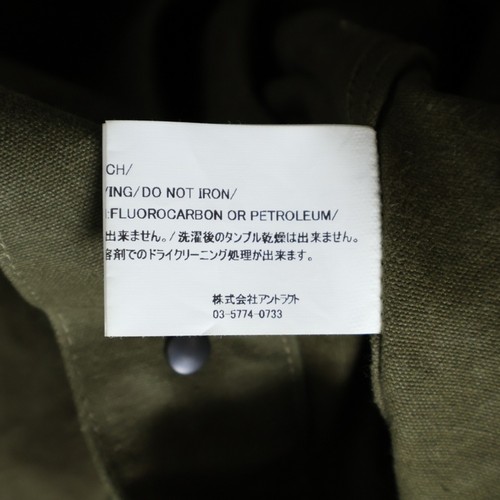 CH/
YING/DO NOT IRON/
:FLUOROCARBON OR PETROLEUM/
出来ません。/洗濯後のタンブル乾燥は出来ません。
溶剤でのドライクリーニング処理が出来ます。
株式会社アントラクト
03-5774-0733